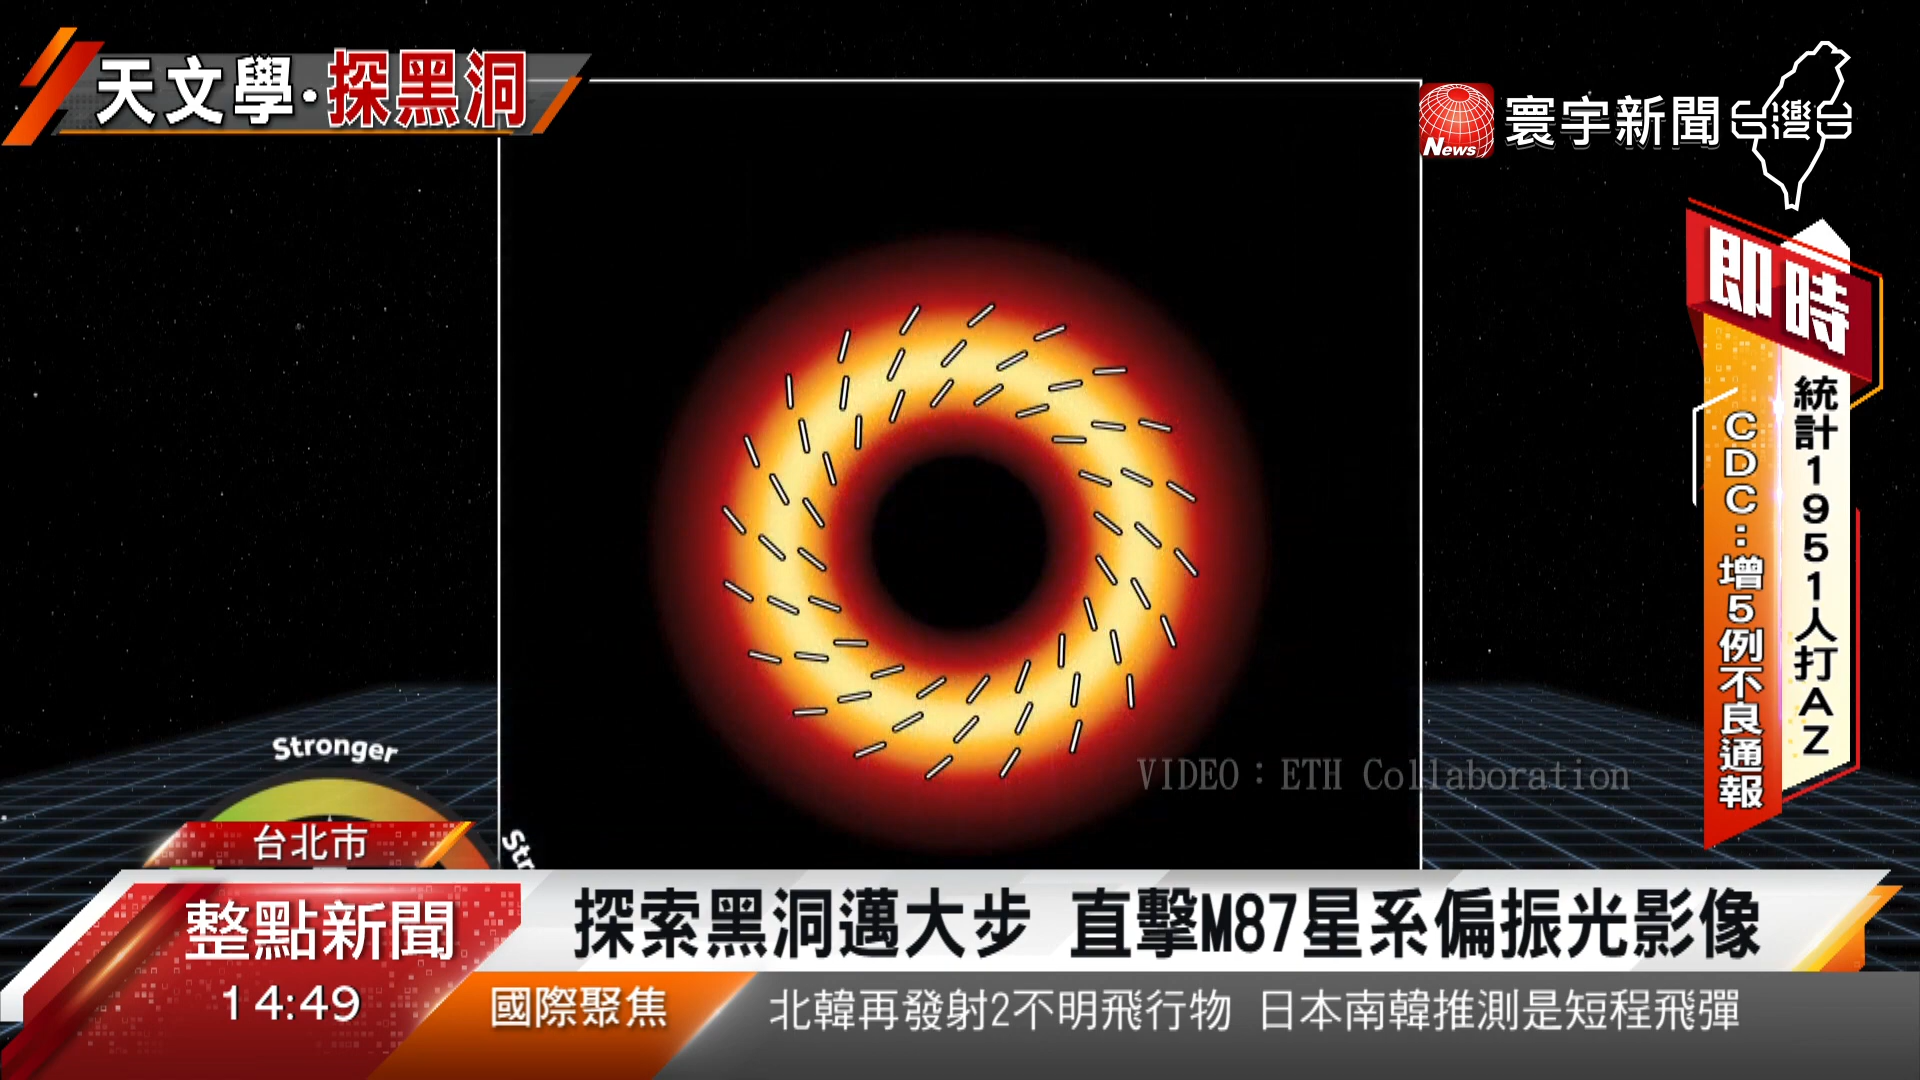 天文學·探黑洞
News 寰宇新聞 台灣台
即時
統計1951人打AZ
CDC：增5例不良通報
Stronger
VIDEO：ETH Collaboration
台北市
整點新聞
14:49
探索黑洞邁大步 直擊M87星系偏振光影像
國際聚焦
北韓再發射2不明飛行物 日本南韓推測是短程飛彈